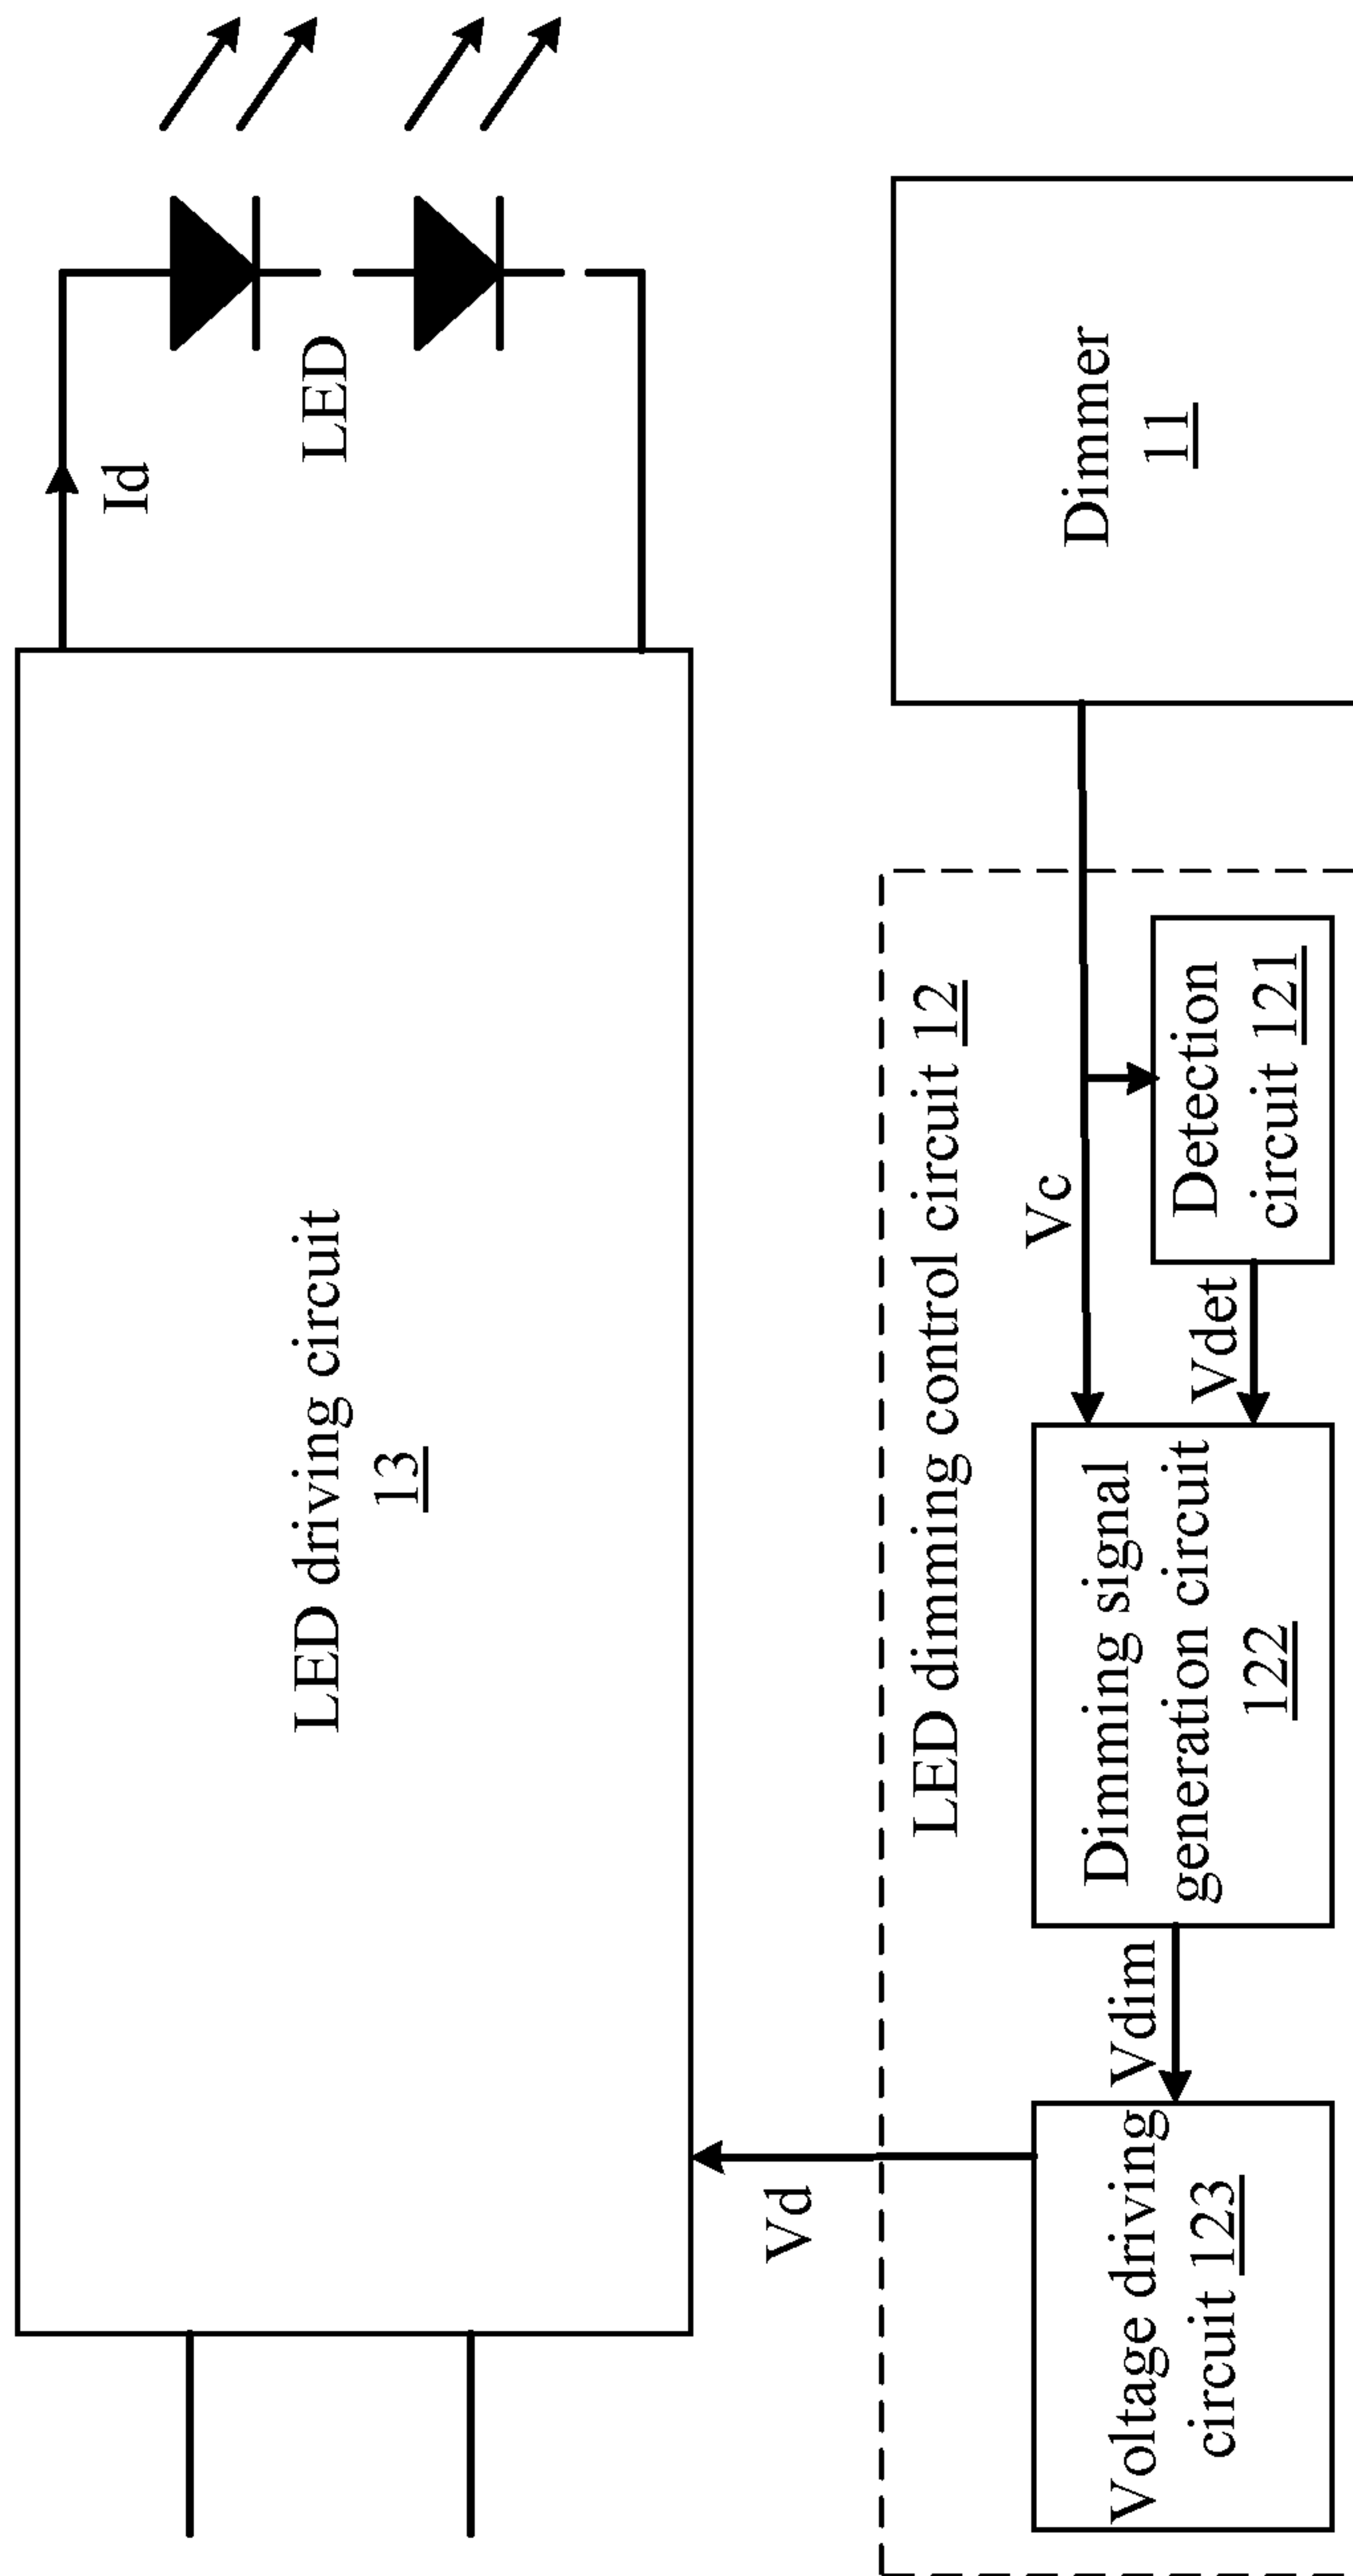 LED driving circuit
13
Id
LED
Vd
LED dimming control circuit 12
Voltage driving
circuit 123
Vdim
Dimming signal
generation circuit
122
Vc
Vdet
Detection
circuit 121
Dimmer
11